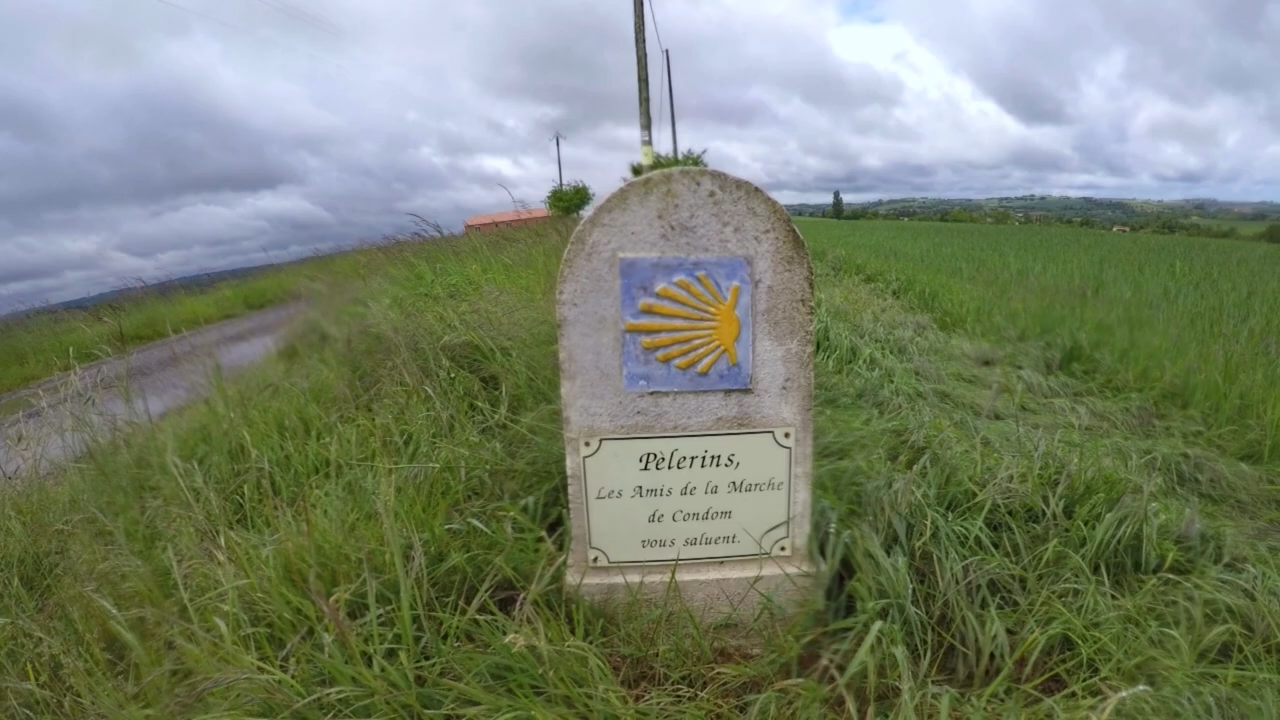 Pèlerins,
Les Amis de la Marche
de Condom
vous saluent.